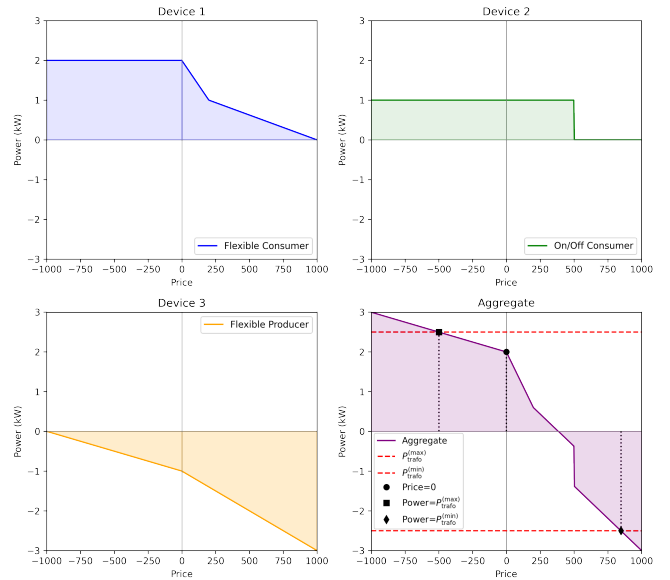 Device 1
Power (kW)
3
2
1
0
−1
−2
−3
Flexible Consumer
−1000 −750 −500 −250 0 250 500 750 1000
Price
Device 2
Power (kW)
3
2
1
0
−1
−2
−3
On/Off Consumer
−1000 −750 −500 −250 0 250 500 750 1000
Price
Device 3
Power (kW)
3
2
1
0
−1
−2
−3
Flexible Producer
−1000 −750 −500 −250 0 250 500 750 1000
Price
Aggregate
Power (kW)
3
2
1
0
−1
−2
−3
Aggregate
P_trafo^(max)
P_trafo^(min)
Price=0
Power=P_trafo^(max)
Power=P_trafo^(min)
−1000 −750 −500 −250 0 250 500 750 1000
Price